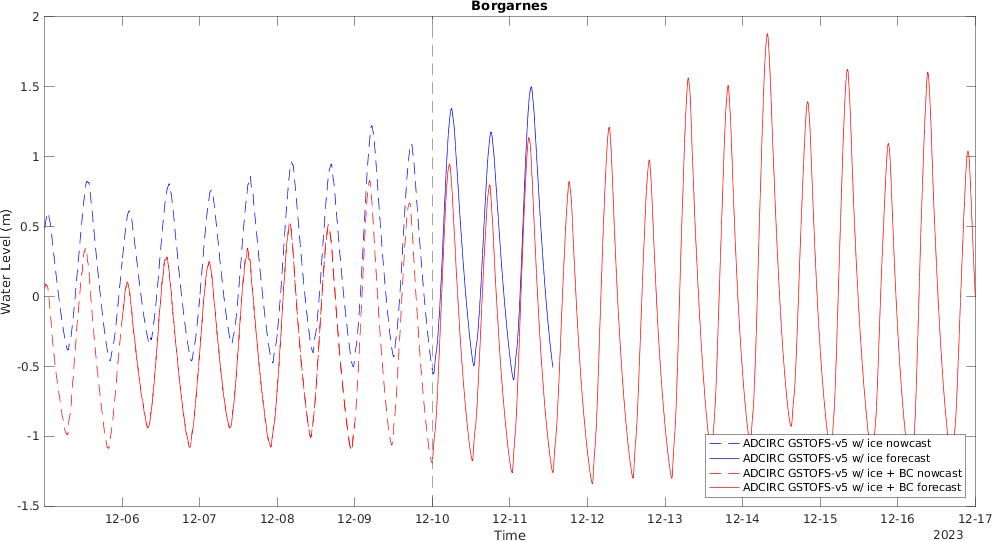 Borgarnes
Water Level (m)
2
1.5
1
0.5
0
-0.5
-1
-1.5
ADCIRC GSTOFS-v5 w/ ice nowcast
ADCIRC GSTOFS-v5 w/ ice forecast
ADCIRC GSTOFS-v5 w/ ice + BC nowcast
ADCIRC GSTOFS-v5 w/ ice + BC forecast
12-06 12-07 12-08 12-09 12-10 12-11 12-12 12-13 12-14 12-15 12-16 12-17
Time
2023